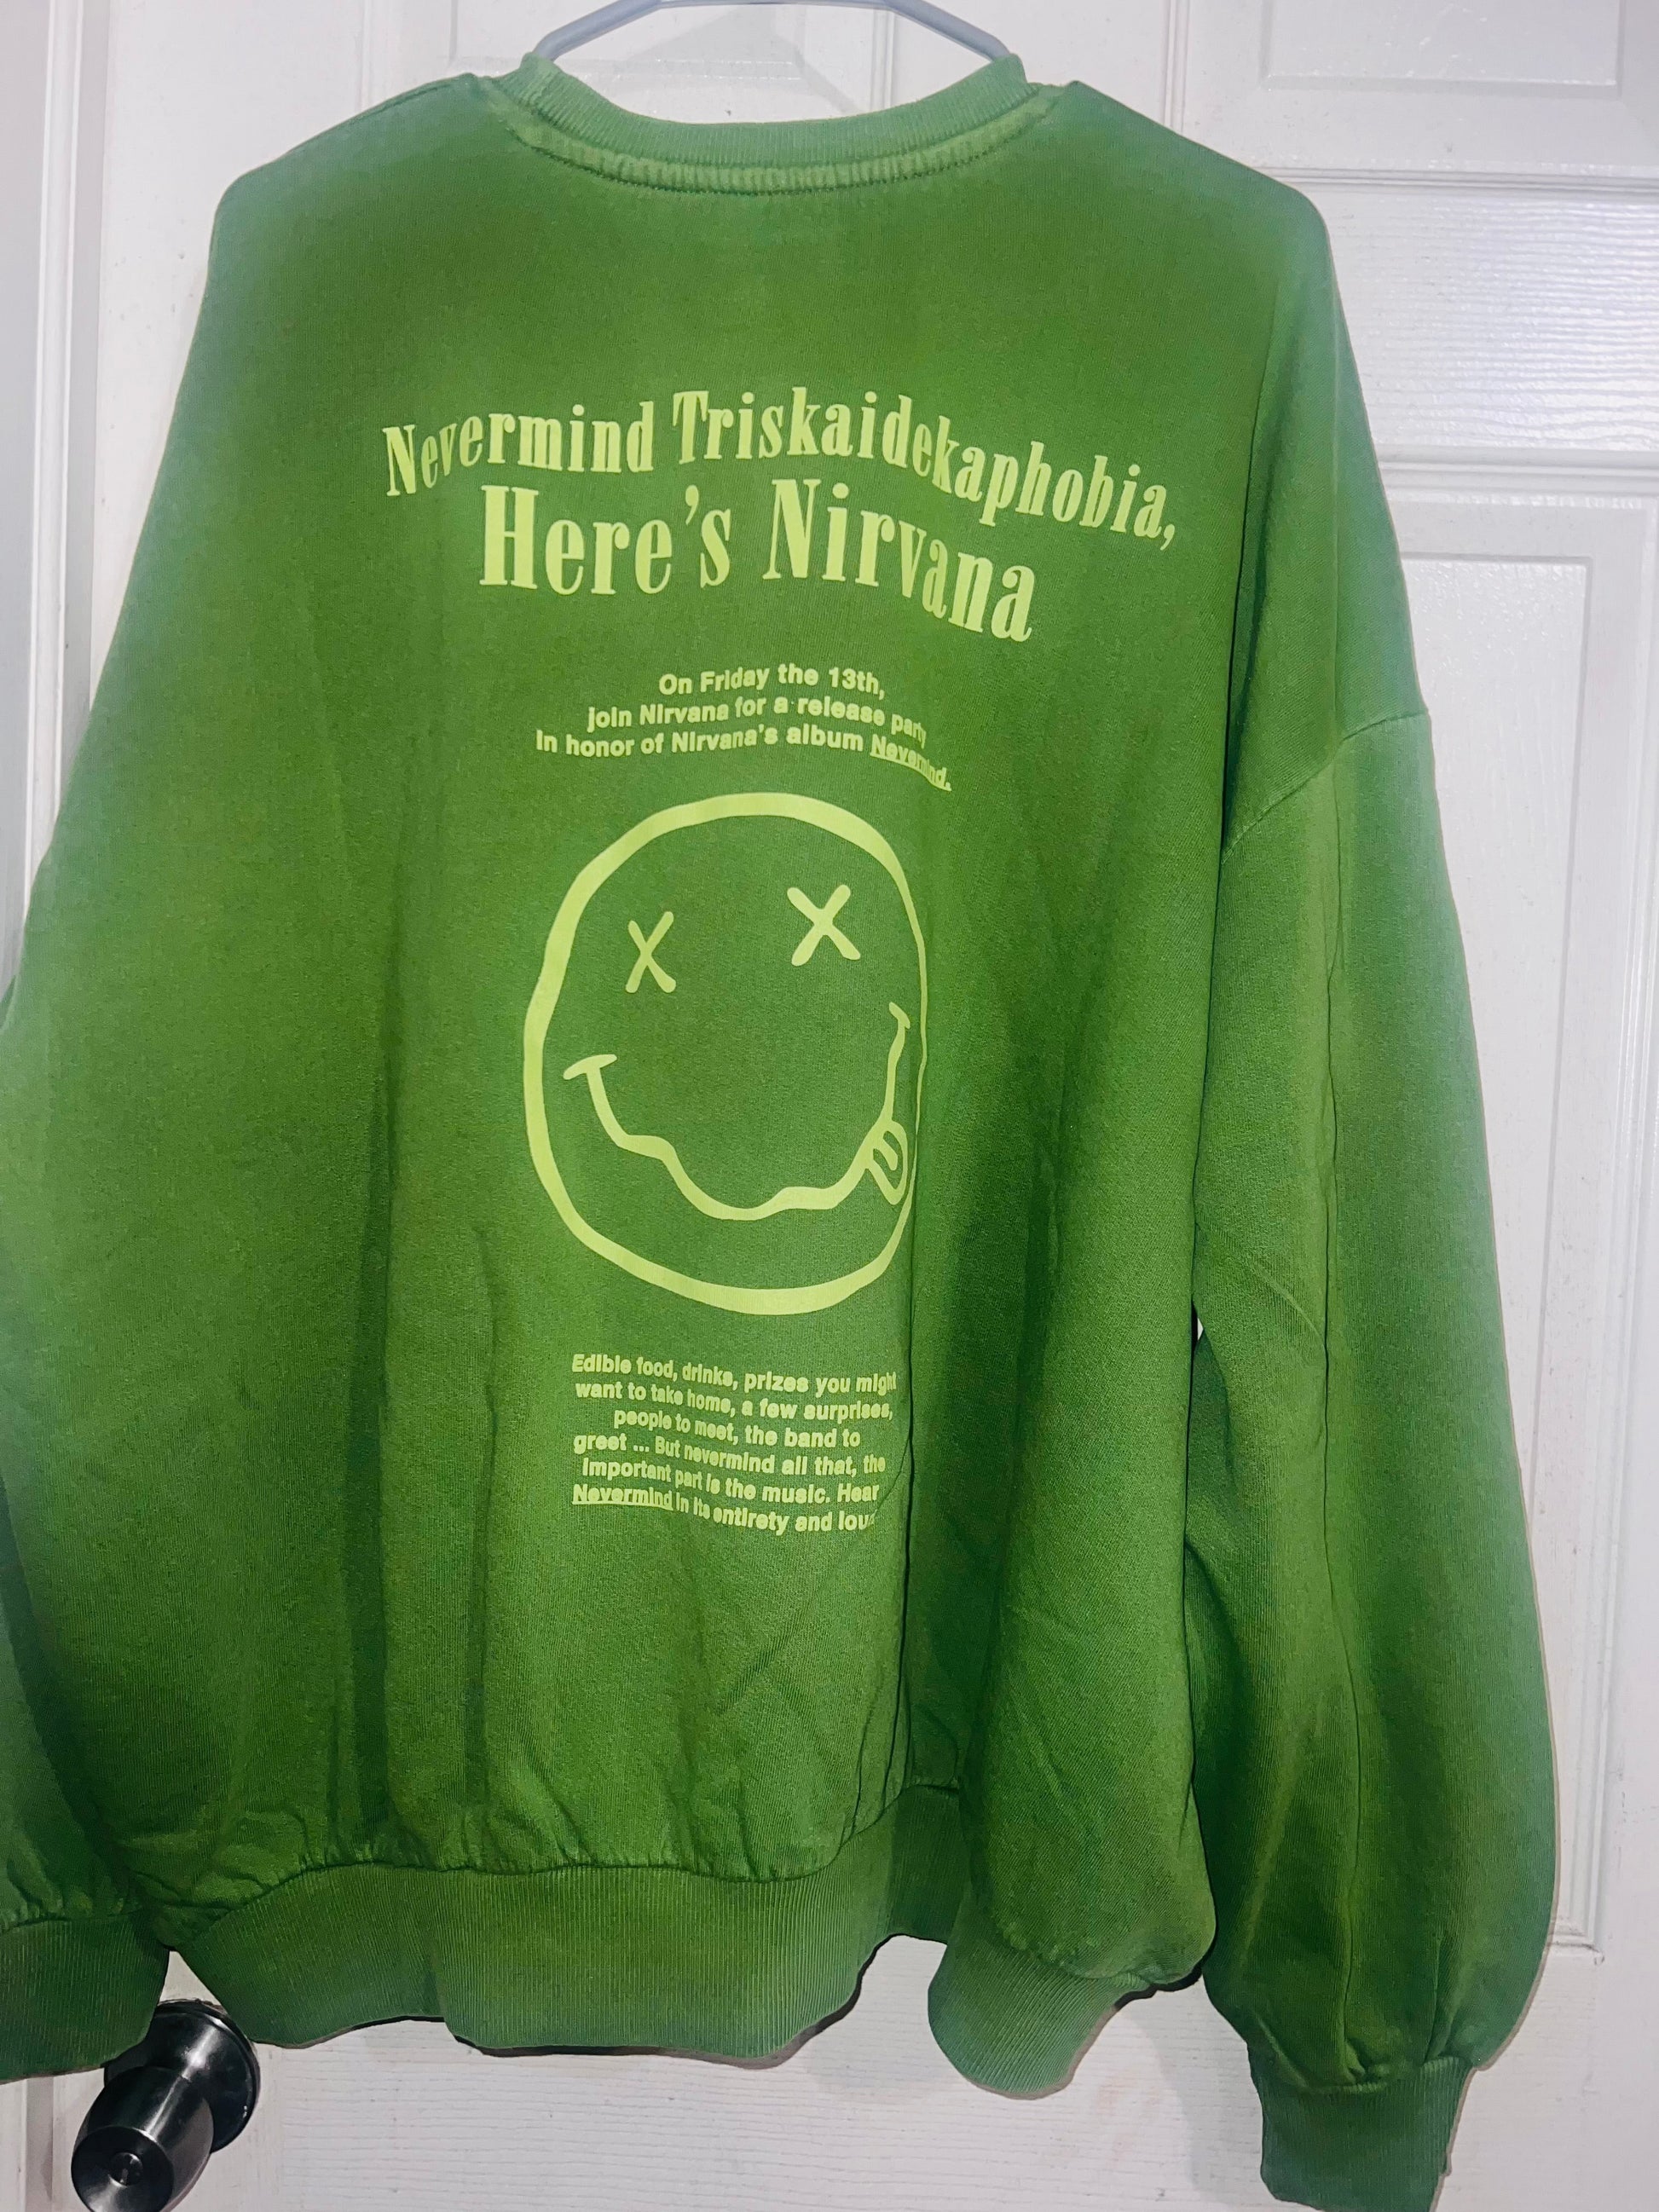 Nevermind Triskaidekaphobia,
Here's Nirvana
On Friday the 13th,
join Nirvana for a release party
in honor of Nirvana's album Nevermind.
Edible food, drinks, prizes you might
want to take home, a few surprises,
people to meet, the band to
greet ... But nevermind all that, the
important part is the music. Hear
Nevermind in its entirety and loud